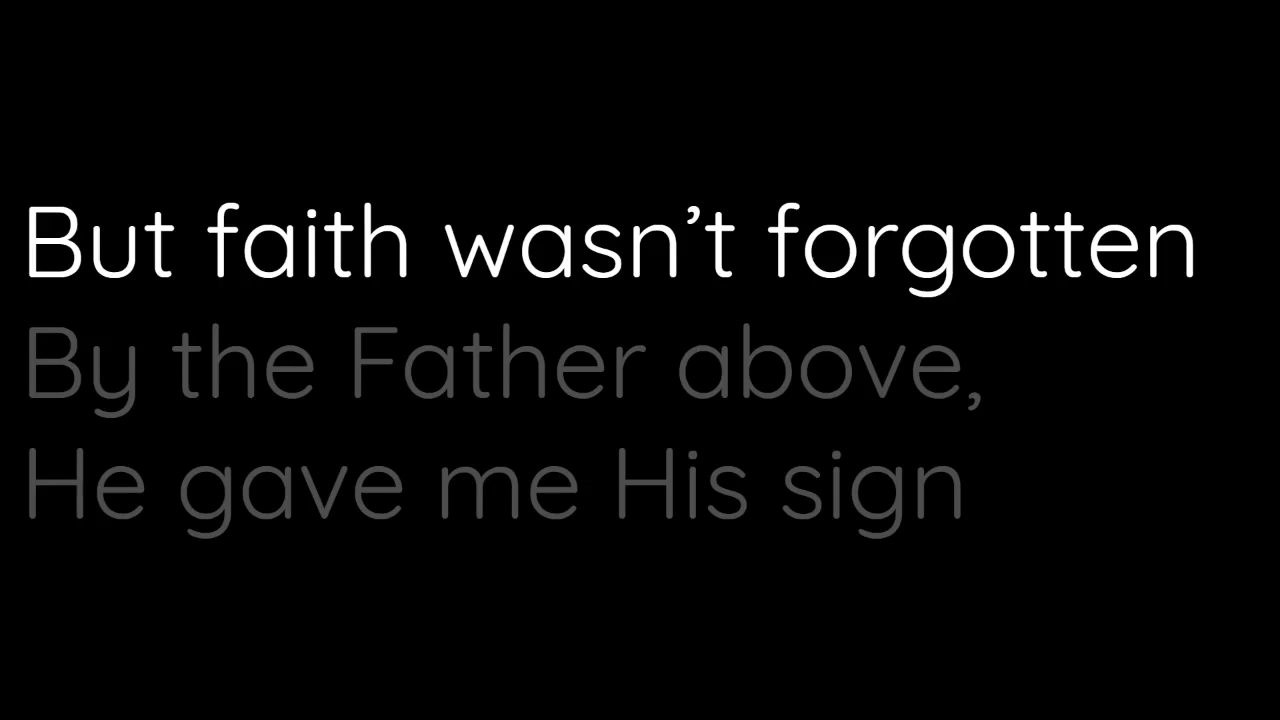 But faith wasn’t forgotten
By the Father above,
He gave me His sign